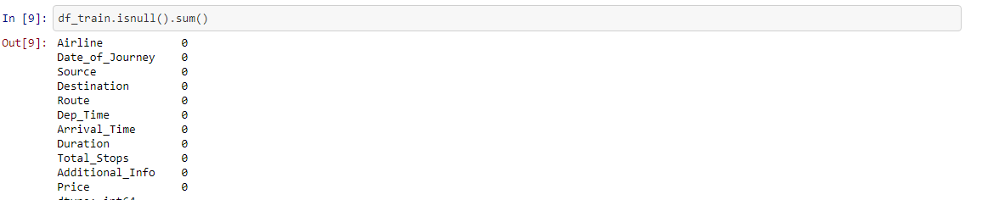 In [9]: df_train.isnull().sum()
Out[9]: Airline 0
Date_of_Journey 0
Source 0
Destination 0
Route 0
Dep_Time 0
Arrival_Time 0
Duration 0
Total_Stops 0
Additional_Info 0
Price 0